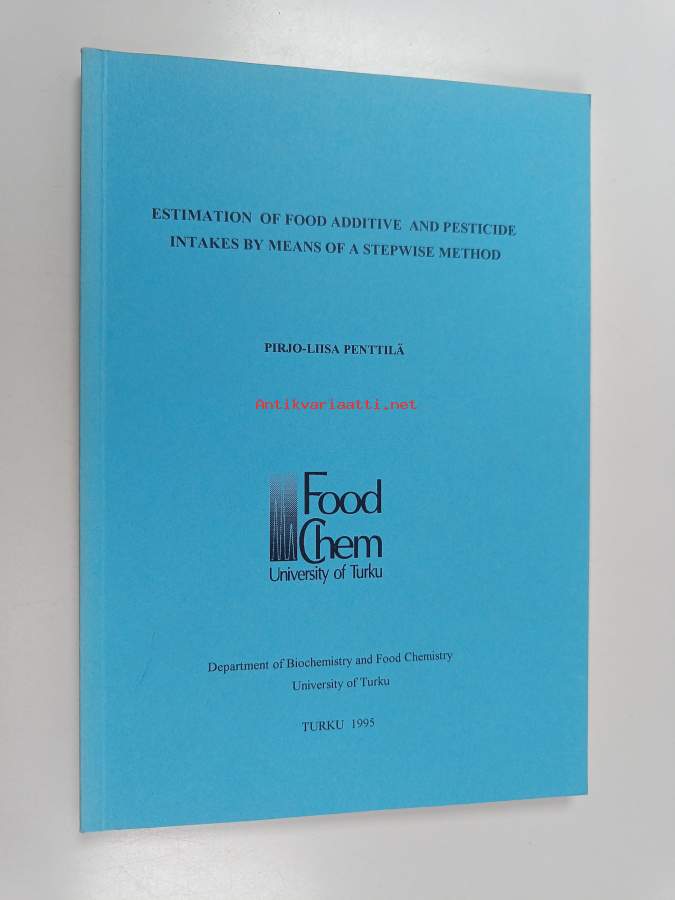 ESTIMATION OF FOOD ADDITIVE AND PESTICIDE
INTAKES BY MEANS OF A STEPWISE METHOD
PIRJO-LIISA PENTTILÄ
Antikvariaatti.net
Food
Chem
University of Turku
Department of Biochemistry and Food Chemistry
University of Turku
TURKU 1995